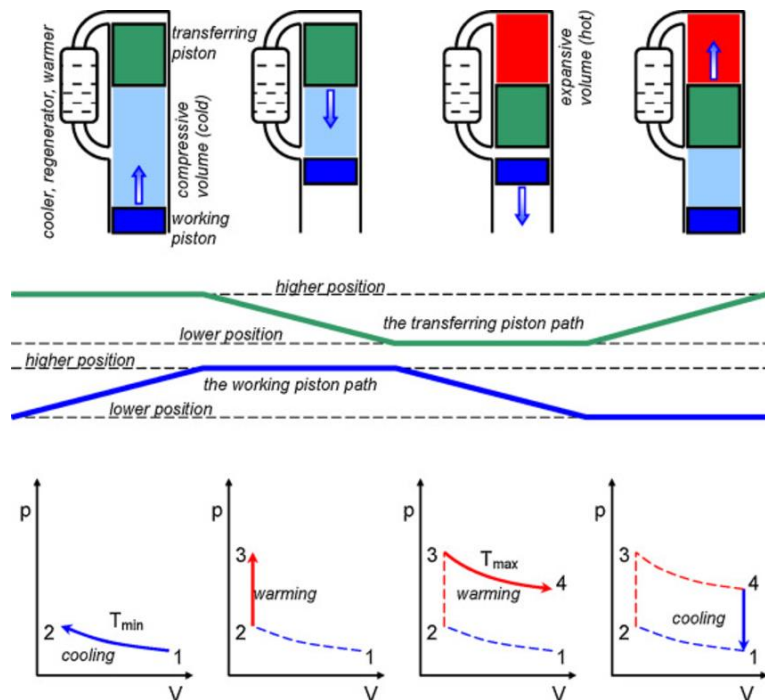 cooler, regenerator, warmer
transferring
piston
compressive
volume (cold)
working
piston
expansive
volume (hot)
higher position
the transferring piston path
lower position
higher position
the working piston path
lower position
p
2
Tmin
cooling
1
V
p
3
warming
2
1
V
p
3
Tmax
4
warming
2
1
V
p
3
4
cooling
2
1
V